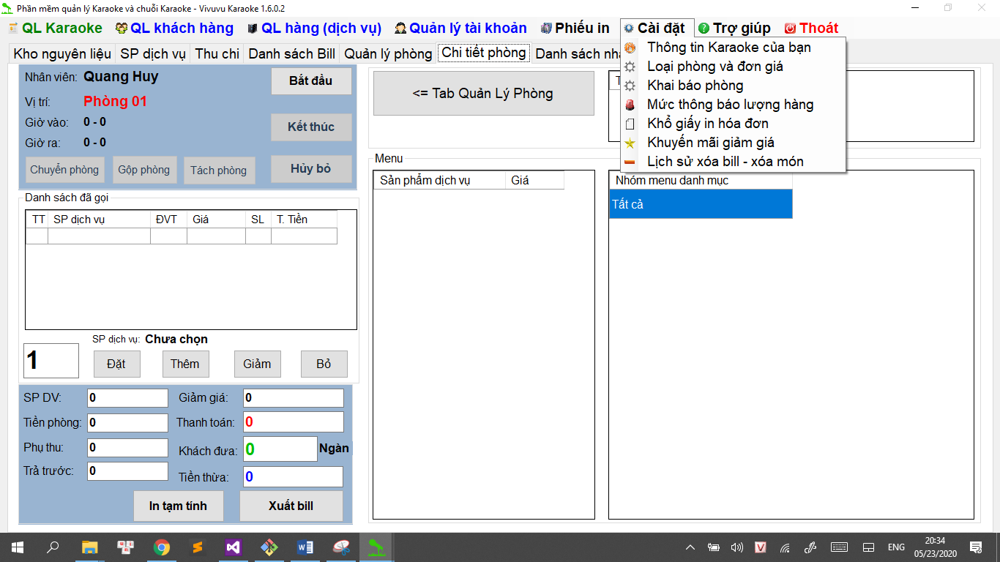 Phần mềm quản lý Karaoke và chuỗi Karaoke - Vivuvu Karaoke 1.6.0.2
QL Karaoke QL khách hàng QL hàng (dịch vụ) Quản lý tài khoản Phiếu in Cài đặt Trợ giúp Thoát
Kho nguyên liệu SP dịch vụ Thu chi Danh sách Bill Quản lý phòng Chi tiết phòng Danh sách
Thông tin Karaoke của bạn
Loại phòng và đơn giá
Khai báo phòng
Mức thông báo lượng hàng
Khổ giấy in hóa đơn
Khuyến mãi giảm giá
Lịch sử xóa bill - xóa món
Nhân viên: Quang Huy
Bắt đầu
Vị trí: Phòng 01
Giờ vào: 0 - 0
Kết thúc
Giờ ra: 0 - 0
Chuyển phòng Gộp phòng Tách phòng Hủy bỏ
<= Tab Quản Lý Phòng
Danh sách đã gọi
TT SP dịch vụ ĐVT Giá SL T. Tiền
SP dịch vụ: Chưa chọn
1 Đặt Thêm Giảm Bỏ
SP DV: 0 Giảm giá: 0
Tiền phòng: 0 Thanh toán: 0
Phụ thu: 0 Khách đưa: 0 Ngàn
Trả trước: 0 Tiền thừa: 0
In tạm tính Xuất bill
Menu
Sản phẩm dịch vụ Giá
Nhóm menu danh mục
Tất cả
ENG
20:34
05/23/2020